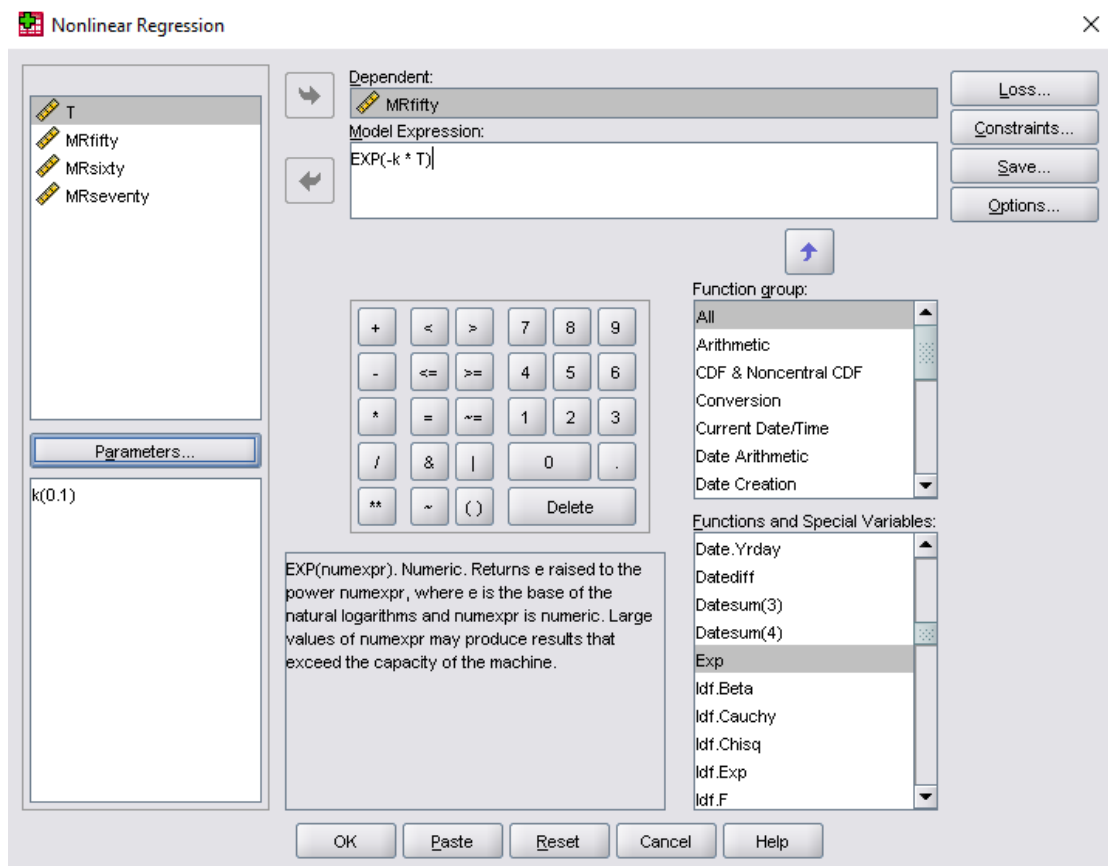 Nonlinear Regression
T
MRfifty
MRsixty
MRseventy
Parameters...
k(0.1)
Dependent:
MRfifty
Model Expression:
EXP(-k * T)
Loss...
Constraints...
Save...
Options...
+ < > 7 8 9
- <= >= 4 5 6
* = ~= 1 2 3
/ & | 0 .
** ~ ( ) Delete
EXP(numexpr). Numeric. Returns e raised to the
power numexpr, where e is the base of the
natural logarithms and numexpr is numeric. Large
values of numexpr may produce results that
exceed the capacity of the machine.
Function group:
All
Arithmetic
CDF & Noncentral CDF
Conversion
Current Date/Time
Date Arithmetic
Date Creation
Functions and Special Variables:
Date.Yrday
Datediff
Datesum(3)
Datesum(4)
Exp
Idf.Beta
Idf.Cauchy
Idf.Chisq
Idf.Exp
Idf.F
OK Paste Reset Cancel Help